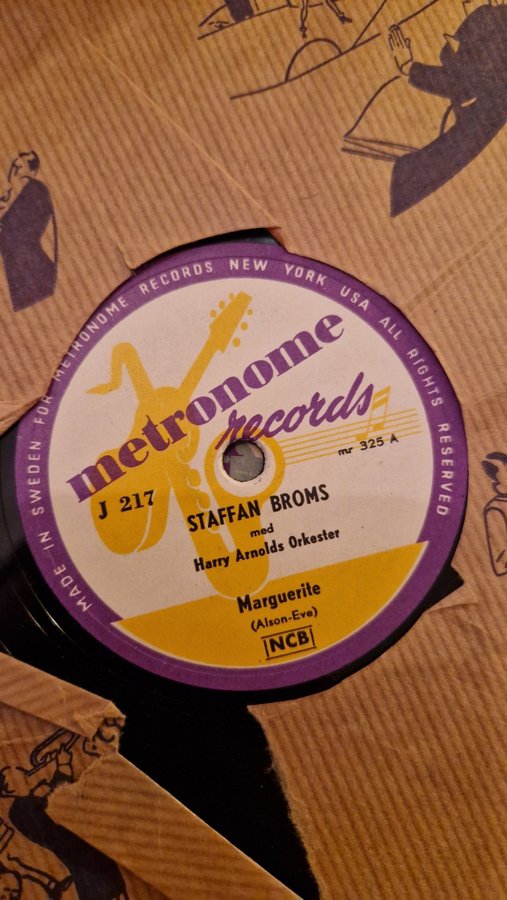 MADE IN SWEDEN FOR METRONOME RECORDS NEW YORK USA ALL RIGHTS RESERVED
metronome
records
J 217
mr 325 A
STAFFAN BROMS
med
Harry Arnolds Orkester
Marguerite
(Alson-Eve)
NCB